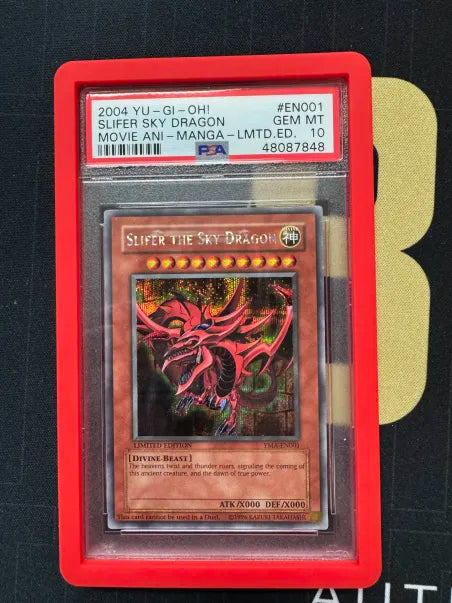 2004 YU-GI-OH! #EN001
SLIFER SKY DRAGON GEM MT
MOVIE ANI-MANGA-LMTD.ED. 10
PSA 48087848
SLIFER THE SKY DRAGON 神
LIMITED EDITION YMA-EN001
[DIVINE-BEAST]
The heavens twist and thunder roars, signaling the coming of
this ancient creature, and the dawn of true power.
ATK/X000 DEF/X000
This card cannot be used in a Duel. ©1996 KAZUKI TAKAHASHI
AUT